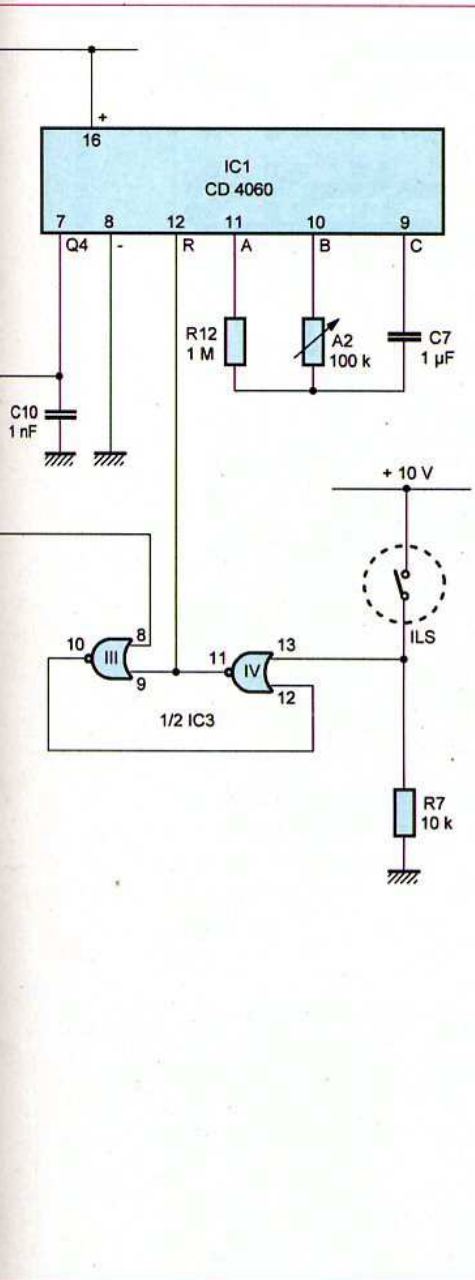 +
16
IC1
CD 4060
7 8 12 11 10 9
Q4 - R A B C
R12
1 M
A2
100 k
C7
1 µF
C10
1 nF
+ 10 V
ILS
10 III 8
9
11 IV 13
12
1/2 IC3
R7
10 k